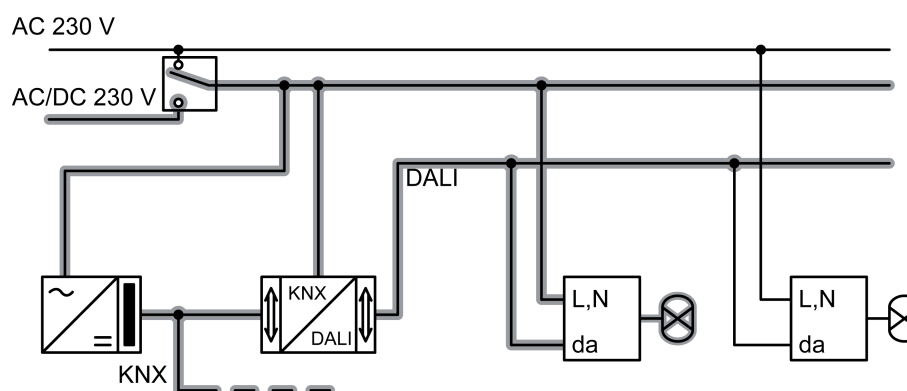 AC 230 V
AC/DC 230 V
DALI
KNX
DALI
L,N
da
L,N
da
KNX